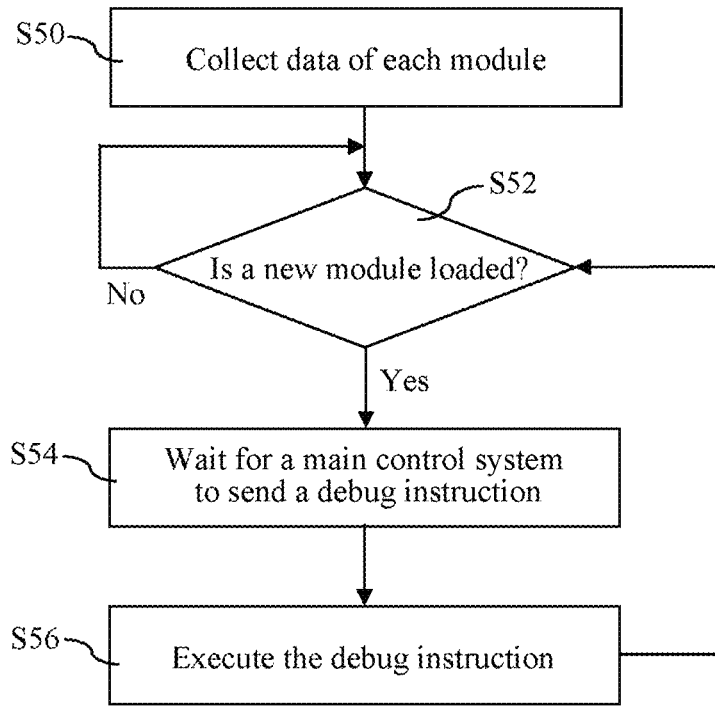 S50
Collect data of each module
S52
Is a new module loaded?
No
Yes
S54
Wait for a main control system
to send a debug instruction
S56
Execute the debug instruction